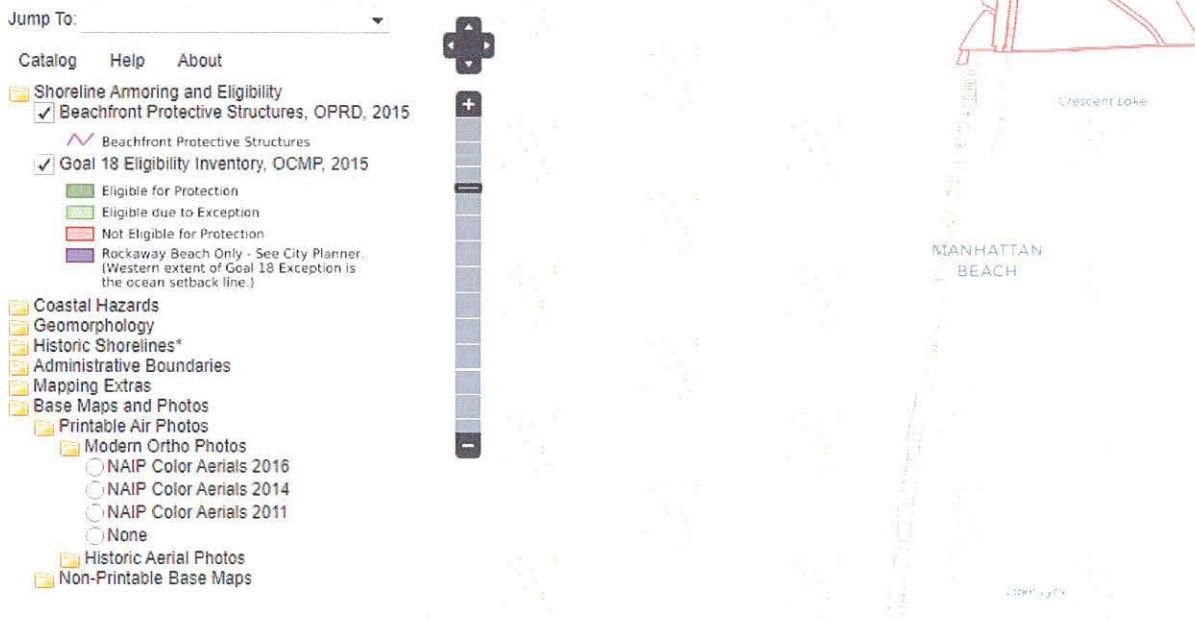 Jump To:
Catalog Help About
Shoreline Armoring and Eligibility
Beachfront Protective Structures, OPRD, 2015
Beachfront Protective Structures
Goal 18 Eligibility Inventory, OCMP, 2015
Eligible for Protection
Eligible due to Exception
Not Eligible for Protection
Rockaway Beach Only - See City Planner.
(Western extent of Goal 18 Exception is
the ocean setback line.)
Coastal Hazards
Geomorphology
Historic Shorelines*
Administrative Boundaries
Mapping Extras
Base Maps and Photos
Printable Air Photos
Modern Ortho Photos
NAIP Color Aerials 2016
NAIP Color Aerials 2014
NAIP Color Aerials 2011
None
Historic Aerial Photos
Non-Printable Base Maps
Crescent Lake
MANHATTAN
BEACH